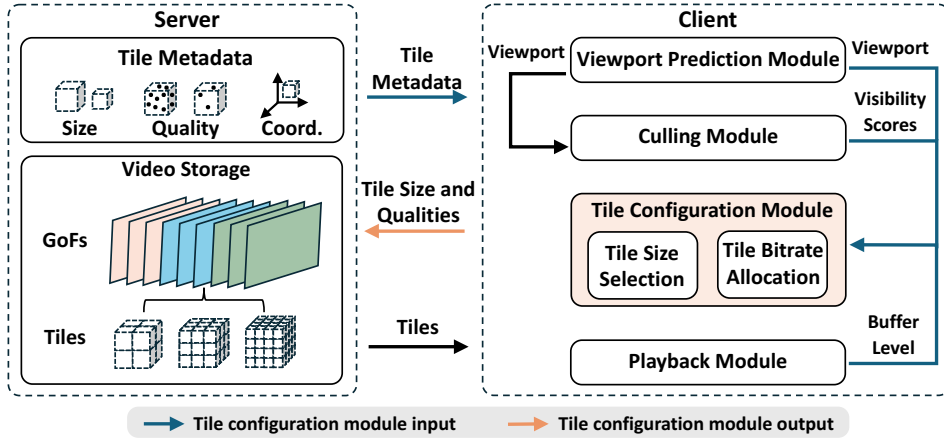 Server
Tile Metadata
Size
Quality
Coord.
Video Storage
GoFs
Tiles
Tile
Metadata
Tile Size and
Qualities
Tiles
Client
Viewport
Viewport Prediction Module
Viewport
Visibility
Scores
Culling Module
Tile Configuration Module
Tile Size
Selection
Tile Bitrate
Allocation
Buffer
Level
Playback Module
Tile configuration module input
Tile configuration module output